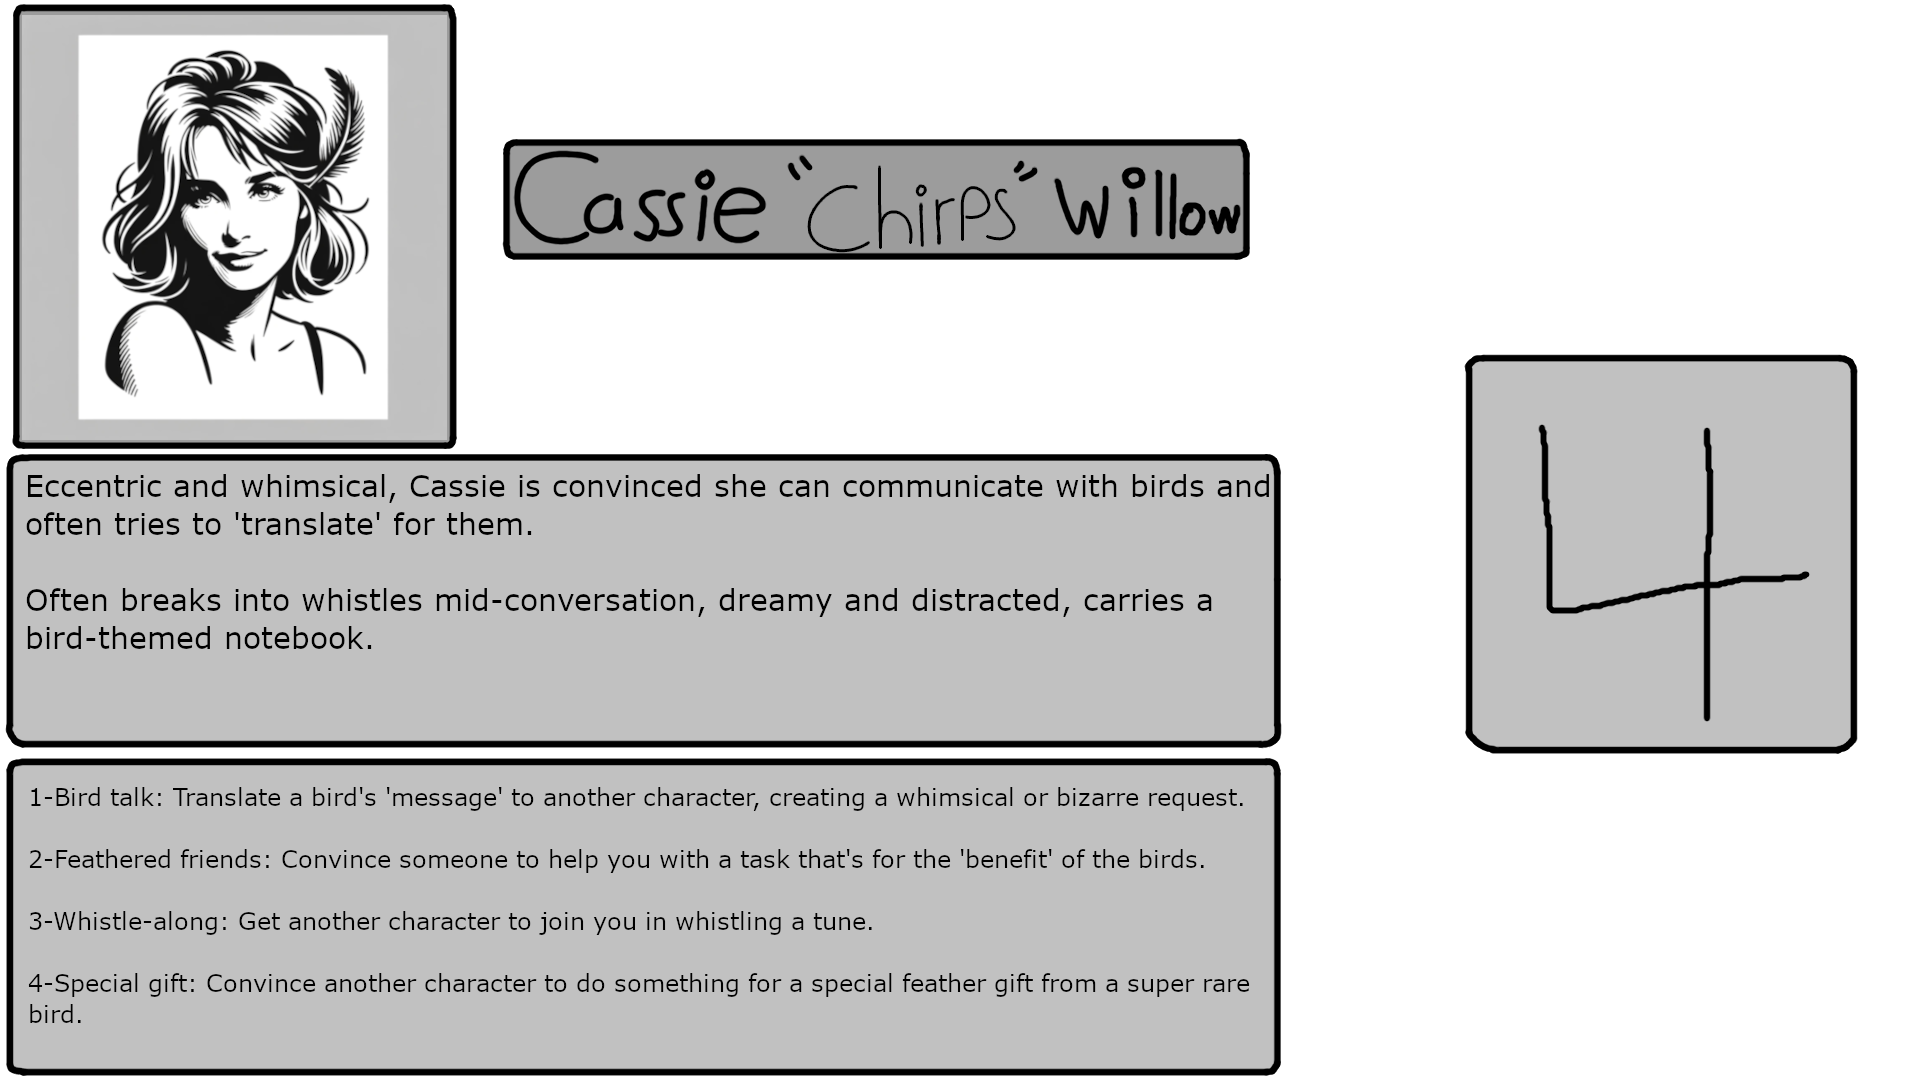 Cassie "Chirps" Willow
Eccentric and whimsical, Cassie is convinced she can communicate with birds and
often tries to 'translate' for them.
Often breaks into whistles mid-conversation, dreamy and distracted, carries a
bird-themed notebook.
4
1-Bird talk: Translate a bird's 'message' to another character, creating a whimsical or bizarre request.
2-Feathered friends: Convince someone to help you with a task that's for the 'benefit' of the birds.
3-Whistle-along: Get another character to join you in whistling a tune.
4-Special gift: Convince another character to do something for a special feather gift from a super rare
bird.